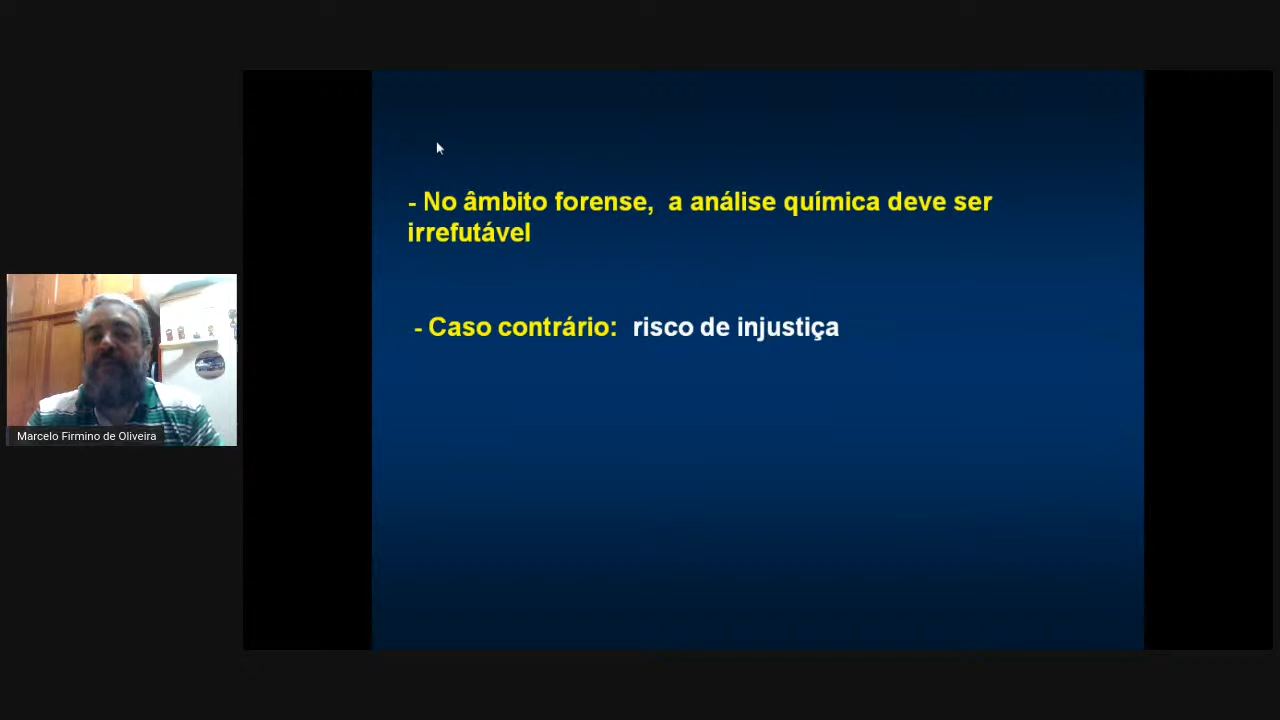 - No âmbito forense,  a análise química deve ser
irrefutável
- Caso contrário:  risco de injustiça
Marcelo Firmino de Oliveira